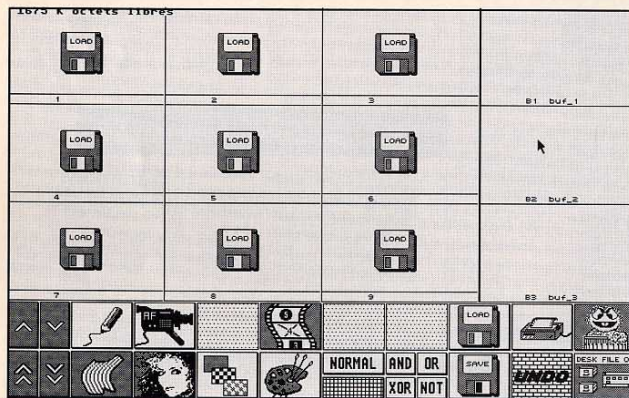 1675 K octets libres
LOAD LOAD LOAD
1 2 3 B1 buf_1
LOAD LOAD LOAD
4 5 6 B2 buf_2
LOAD LOAD LOAD
7 8 9 B3 buf_3
RF LOAD
NORMAL AND OR SAVE UNDO DESK FILE
XOR NOT